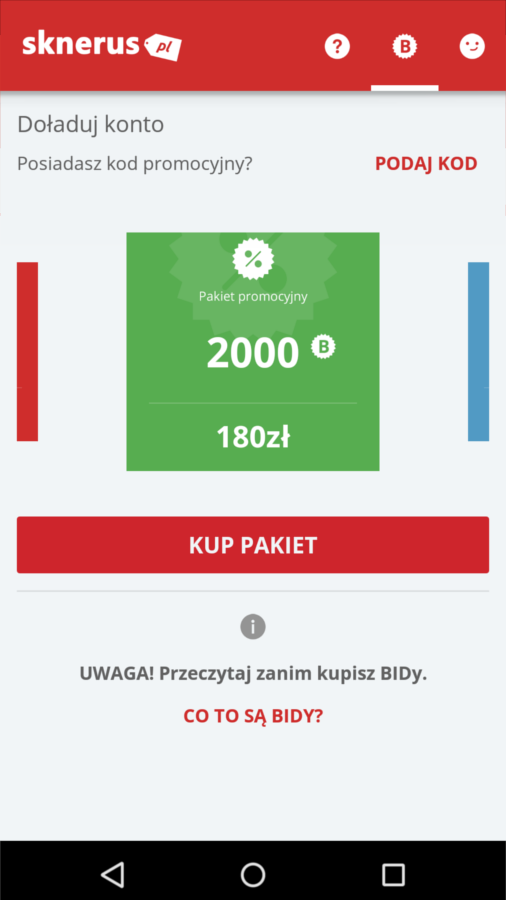 sknerus pl
? B
Doładuj konto
Posiadasz kod promocyjny? PODAJ KOD
%
Pakiet promocyjny
2000 B
180zł
KUP PAKIET
i
UWAGA! Przeczytaj zanim kupisz BIDy.
CO TO SĄ BIDY?